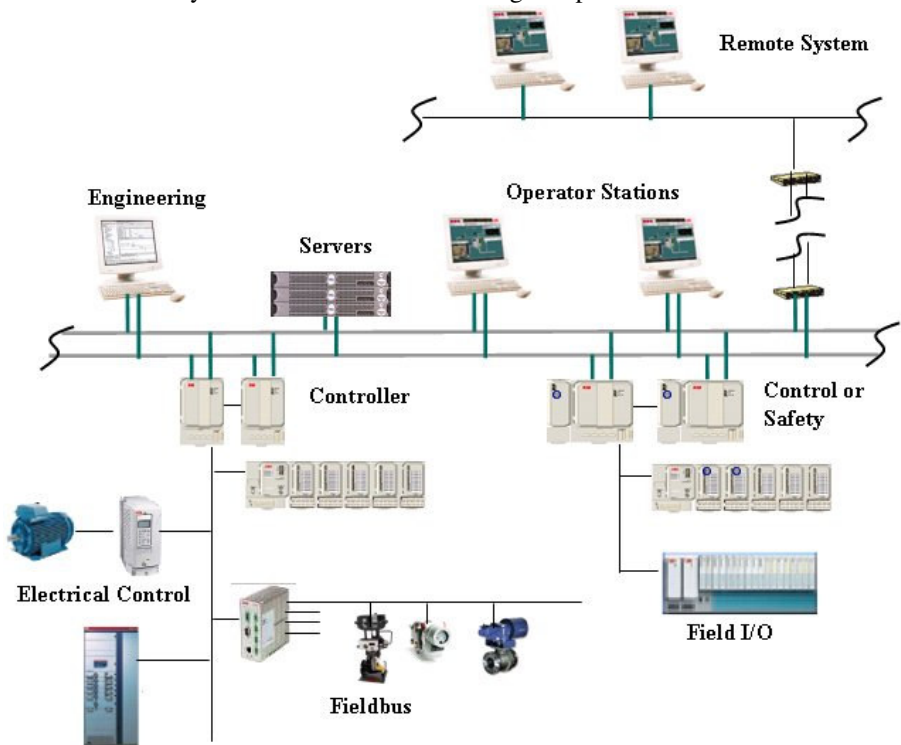 Remote System
Engineering
Operator Stations
Servers
Controller
Control or
Safety
Electrical Control
Field I/O
Fieldbus